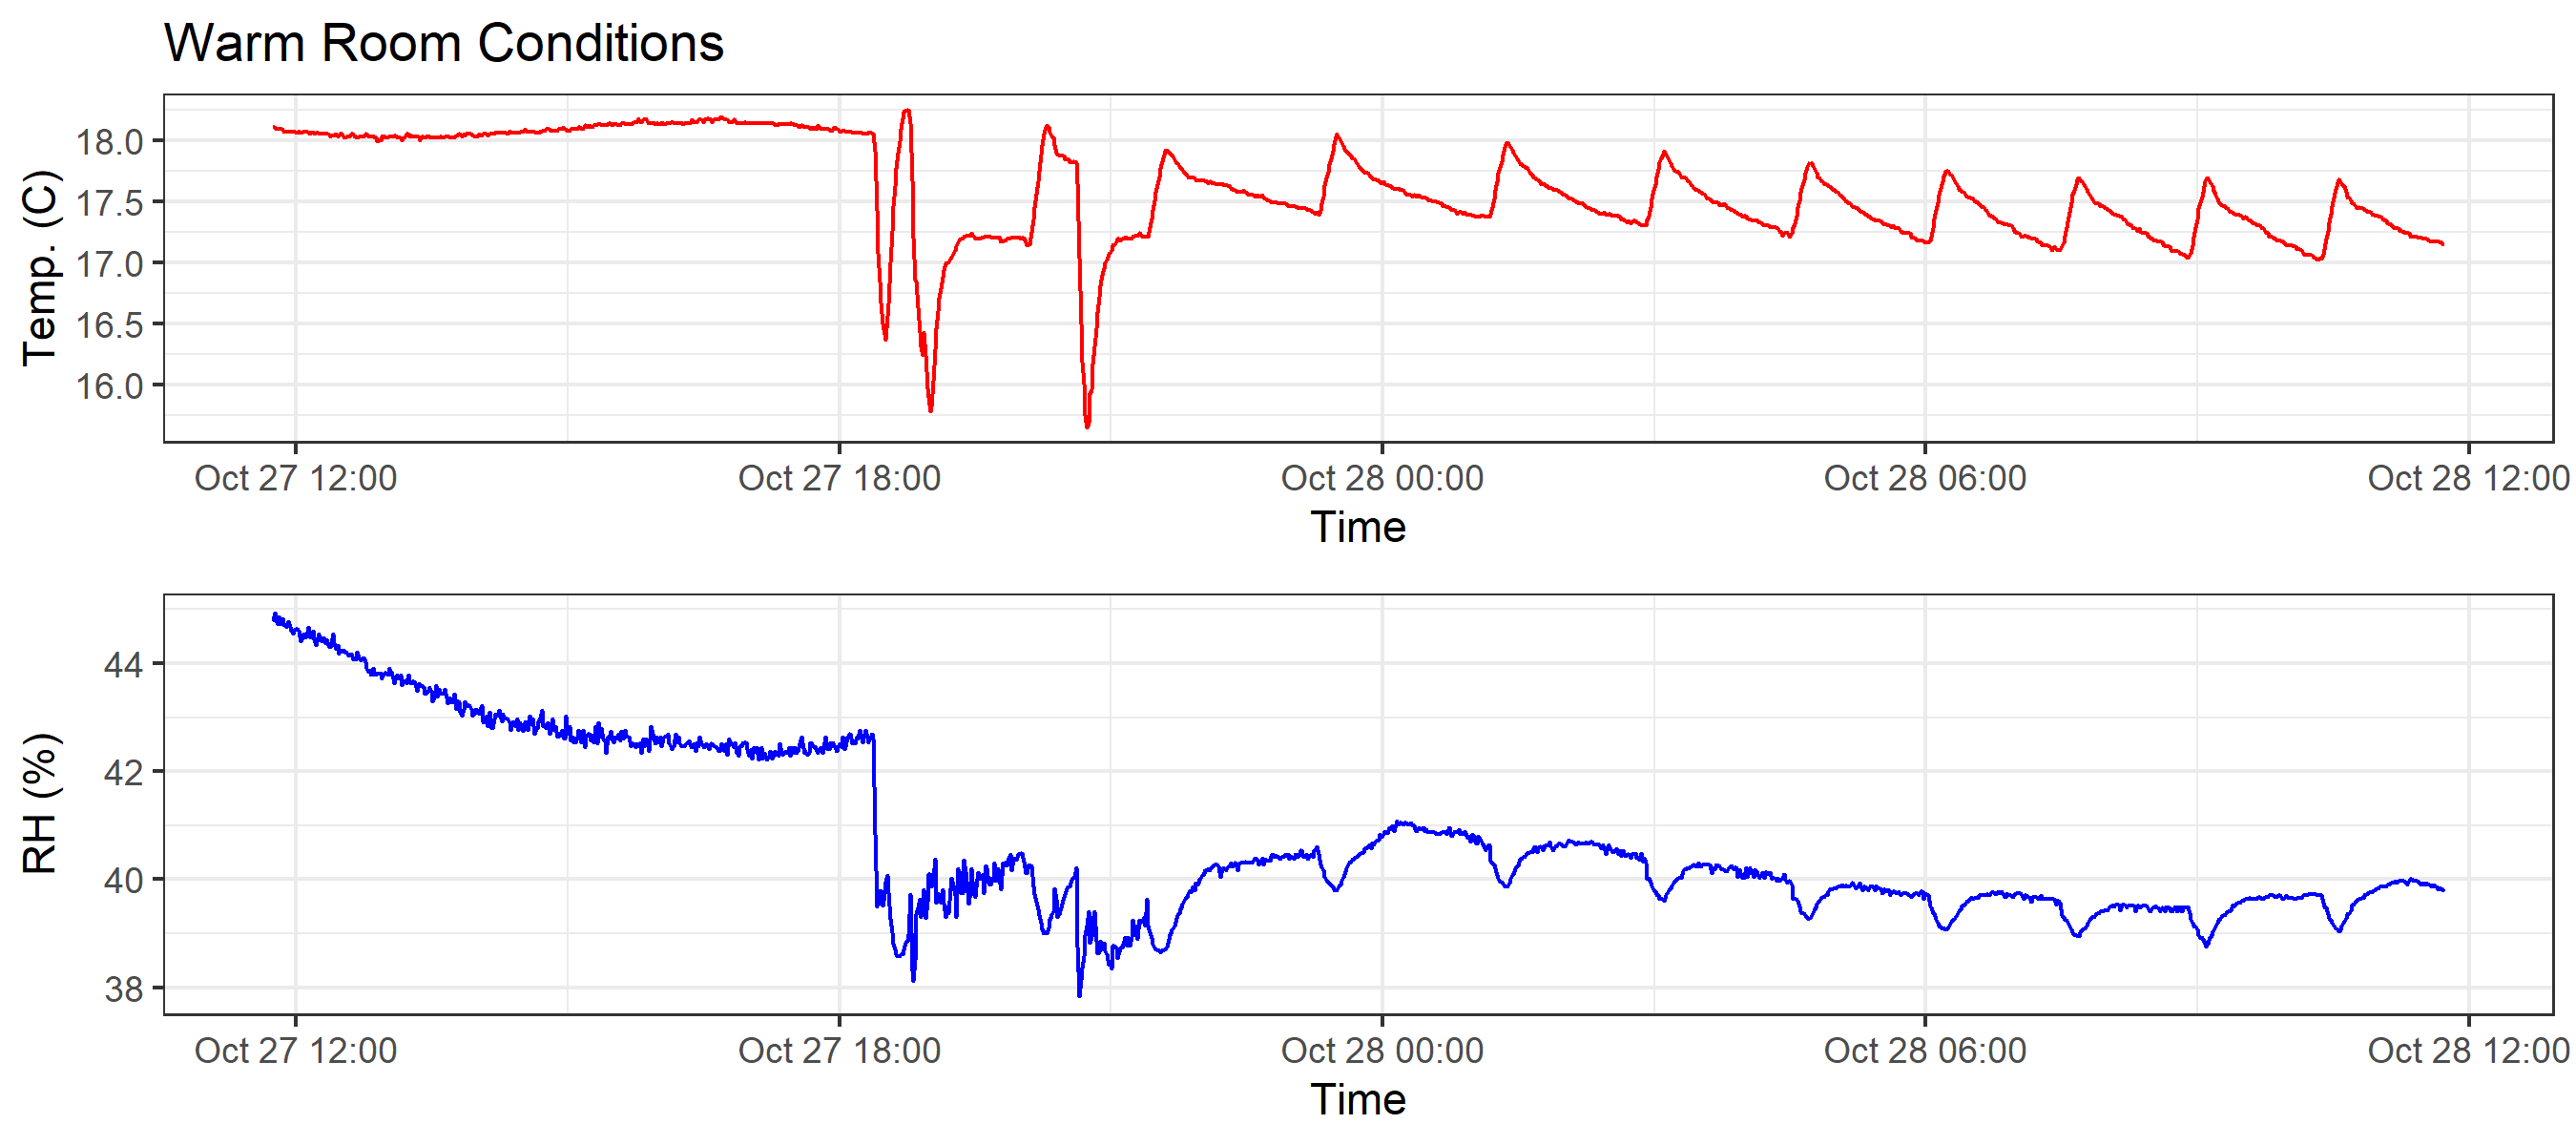 Warm Room Conditions
Temp. (C)
18.0
17.5
17.0
16.5
16.0
Oct 27 12:00 Oct 27 18:00 Oct 28 00:00 Oct 28 06:00 Oct 28 12:00
Time
RH (%)
44
42
40
38
Oct 27 12:00 Oct 27 18:00 Oct 28 00:00 Oct 28 06:00 Oct 28 12:00
Time